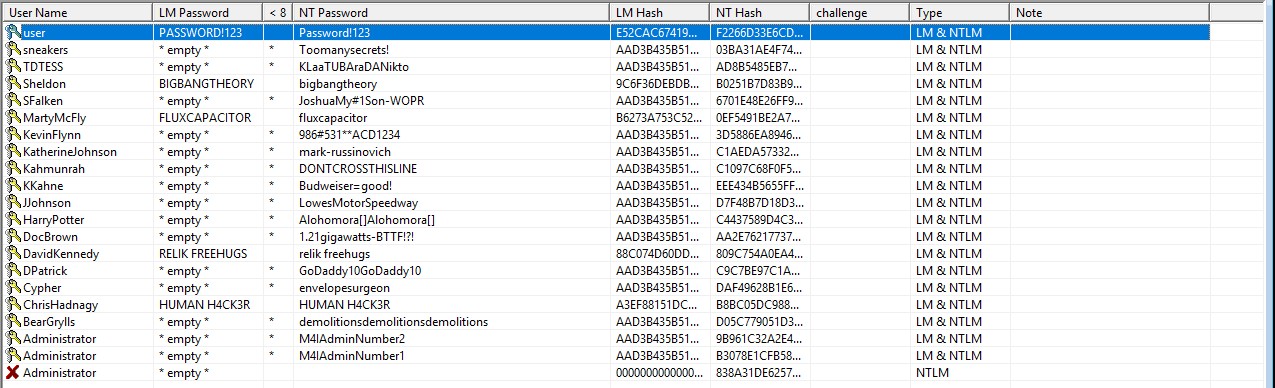 User Name LM Password < 8 NT Password LM Hash NT Hash challenge Type Note
user PASSWORD!123 Password!123 E52CAC67419... F2266D33E6CD... LM & NTLM
sneakers * empty * * Toomanysecrets! AAD3B435B51... 03BA31AE4F74... LM & NTLM
TDTESS * empty * * KLaaTUBAraDANikto AAD3B435B51... AD8B5485EB7... LM & NTLM
Sheldon BIGBANGTHEORY bigbangtheory 9C6F36DEBDB... B0251B7D83B9... LM & NTLM
SFalken * empty * * JoshuaMy#1Son-WOPR AAD3B435B51... 6701E48E26FF9... LM & NTLM
MartyMcFly FLUXCAPACITOR fluxcapacitor B6273A753C52... 0EF5491BE2A7... LM & NTLM
KevinFlynn * empty * * 986#531**ACD1234 AAD3B435B51... 3D5886EA8946... LM & NTLM
KatherineJohnson * empty * * mark-russinovich AAD3B435B51... C1AEDA57332... LM & NTLM
Kahmunrah * empty * * DONTCROSSTHISLINE AAD3B435B51... C1097C68F0F5... LM & NTLM
KKahne * empty * * Budweiser=good! AAD3B435B51... EEE434B5655FF... LM & NTLM
JJohnson * empty * * LowesMotorSpeedway AAD3B435B51... D7F48B7D18D3... LM & NTLM
HarryPotter * empty * * Alohomora[]Alohomora[] AAD3B435B51... C4437589D4C3... LM & NTLM
DocBrown * empty * * 1.21gigawatts-BTTF!?! AAD3B435B51... AA2E76217737... LM & NTLM
DavidKennedy RELIK FREEHUGS relik freehugs 88C074D60DD... 809C754A0EA4... LM & NTLM
DPatrick * empty * * GoDaddy10GoDaddy10 AAD3B435B51... C9C7BE97C1A... LM & NTLM
Cypher * empty * * envelopesurgeon AAD3B435B51... DAF49628B1E6... LM & NTLM
ChrisHadnagy HUMAN H4CK3R HUMAN H4CK3R A3EF88151DC... B8BC05DC988... LM & NTLM
BearGrylls * empty * * demolitionsdemolitionsdemolitions AAD3B435B51... D05C779051D3... LM & NTLM
Administrator * empty * * M4lAdminNumber2 AAD3B435B51... 9B961C32A2E4... LM & NTLM
Administrator * empty * * M4lAdminNumber1 AAD3B435B51... B3078E1CFB58... LM & NTLM
Administrator * empty * 0000000000000... 838A31DE6257... NTLM